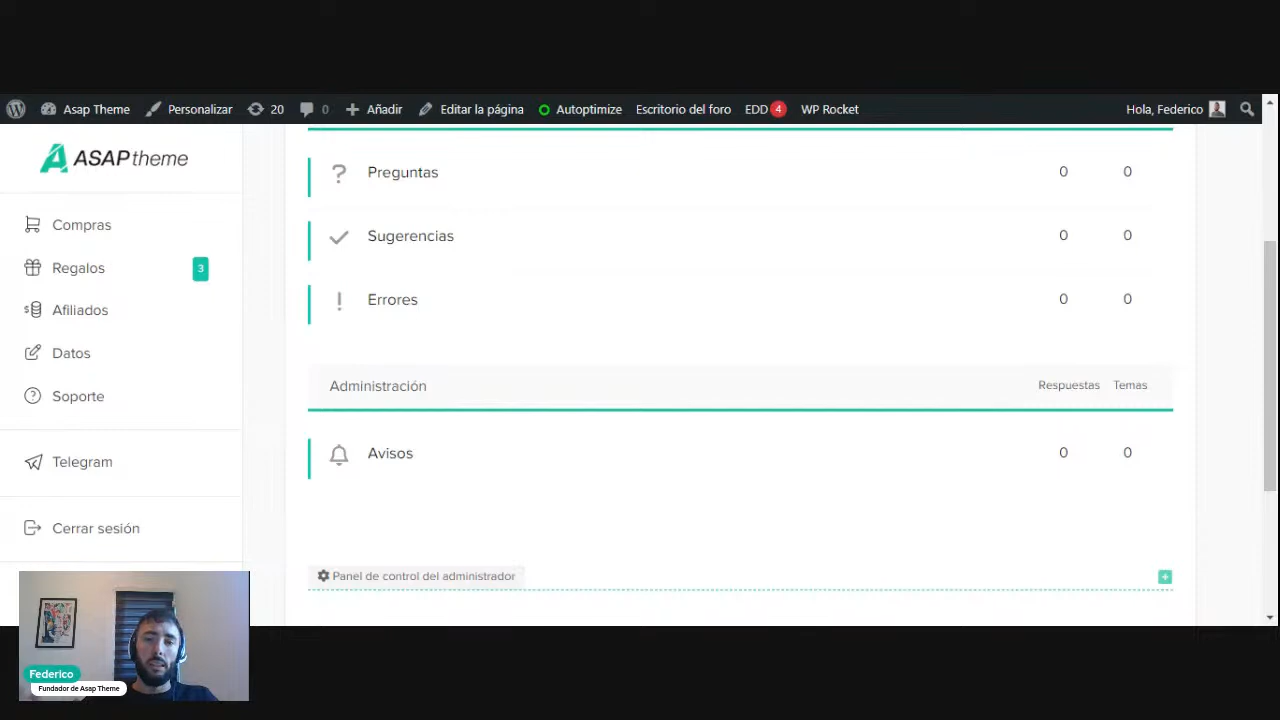 Asap Theme Personalizar 20 0 Añadir Editar la página Autoptimize Escritorio del foro EDD 4 WP Rocket Hola, Federico
ASAP theme
Compras
Regalos 3
Afiliados
Datos
Soporte
Telegram
Cerrar sesión
Preguntas 0 0
Sugerencias 0 0
Errores 0 0
Administración Respuestas Temas
Avisos 0 0
Panel de control del administrador
Federico
Fundador de Asap Theme